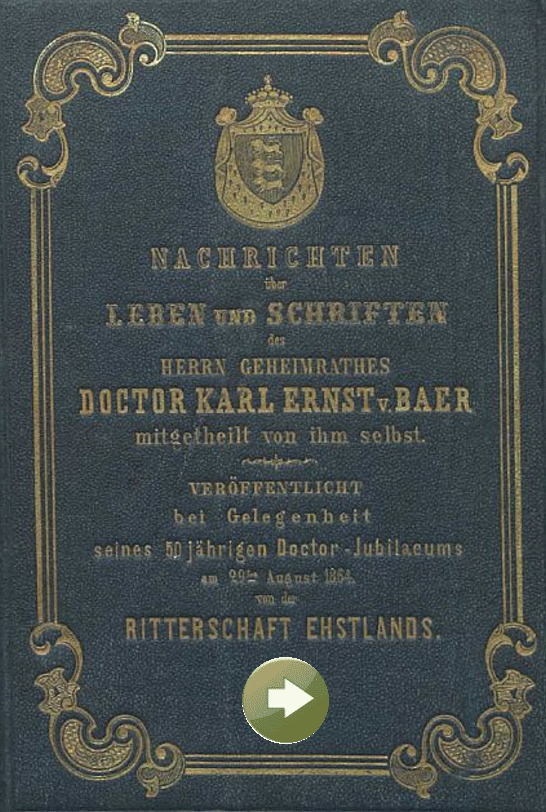 NACHRICHTEN
über
LEBEN UND SCHRIFTEN
des
HERRN GEHEIMRATHES
DOCTOR KARL ERNST v. BAER
mitgetheilt von ihm selbst.
VERÖFFENTLICHT
bei Gelegenheit
seines 50 jährigen Doctor-Jubilaeums
am 29ten August 1864.
von der
RITTERSCHAFT EHSTLANDS.